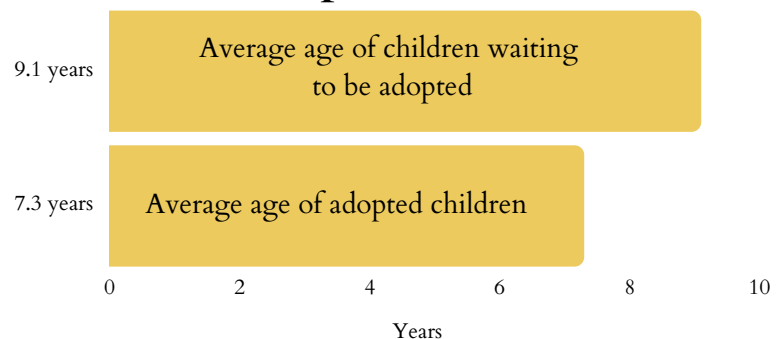 Average age of children waiting
to be adopted
9.1 years
Average age of adopted children
7.3 years
0 2 4 6 8 10
Years